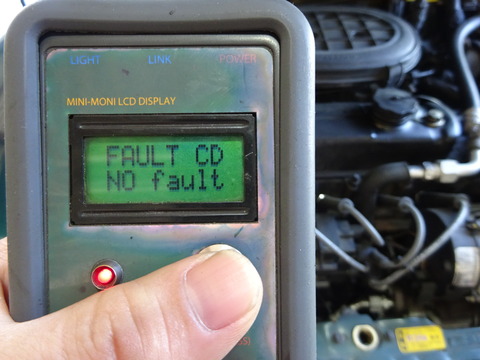 LIGHT LINK POWER
MINI-MONI LCD DISPLAY
FAULT CD
NO fault